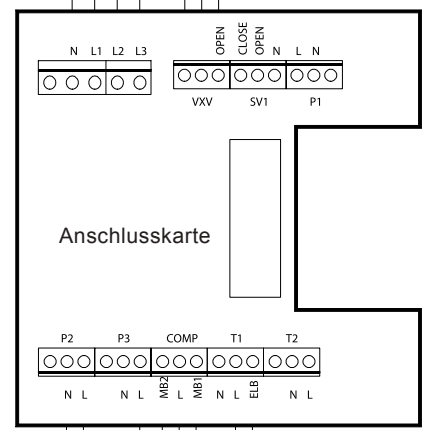 N L1 L2 L3 OPEN CLOSE OPEN N L N
VXV SV1 P1
Anschlusskarte
P2 P3 COMP T1 T2
N L N L MB2 L MB1 N L ELB N L